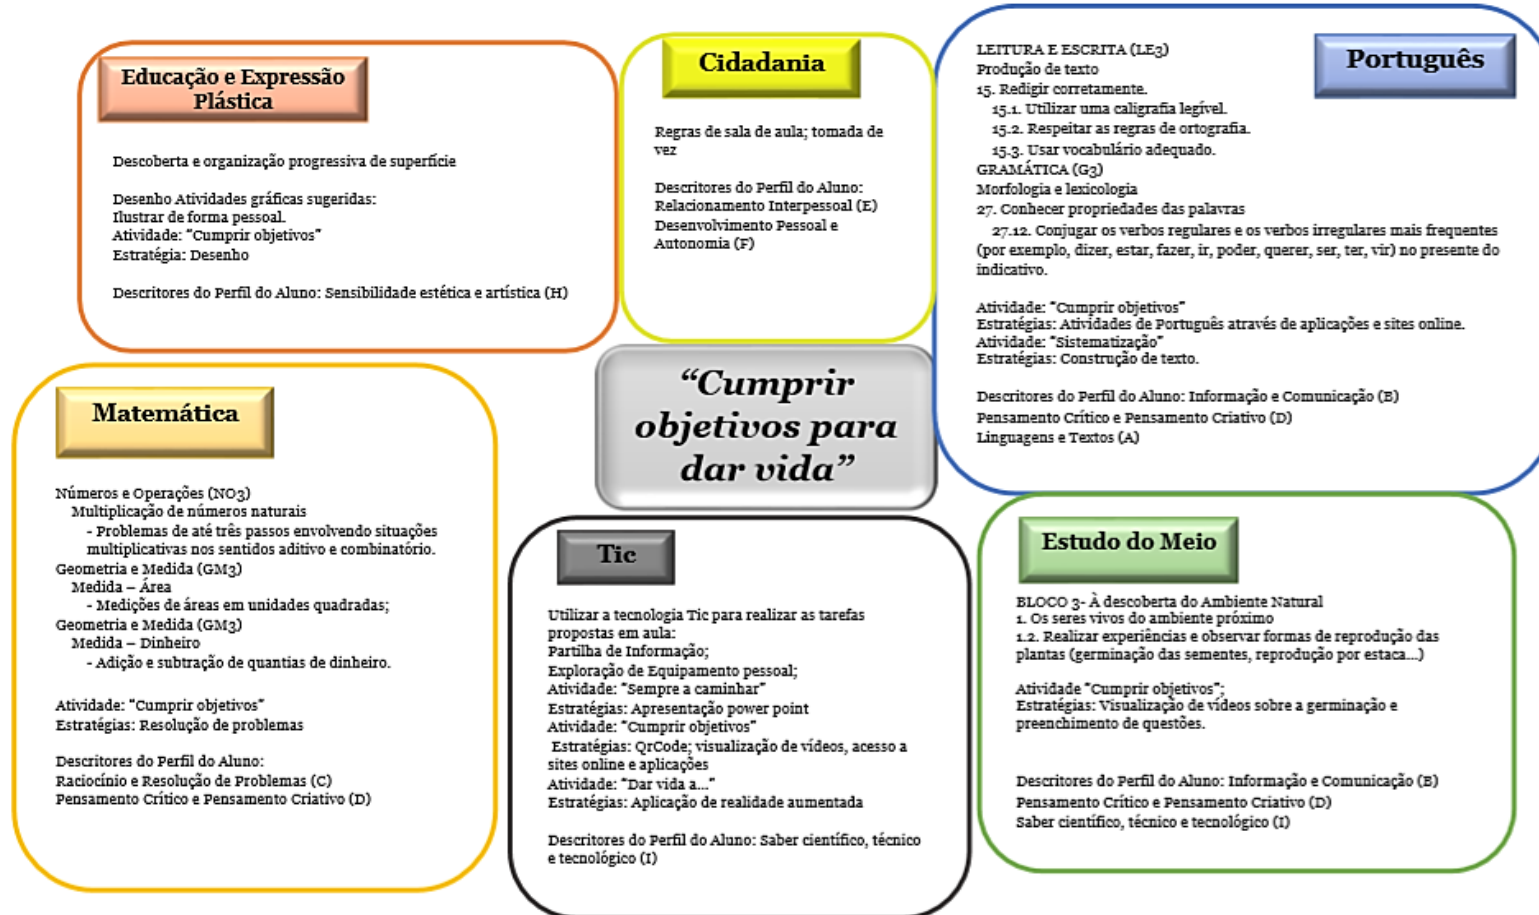 Educação e Expressão
Plástica
Descoberta e organização progressiva de superfície
Desenho Atividades gráficas sugeridas:
Ilustrar de forma pessoal.
Atividade: “Cumprir objetivos”
Estratégia: Desenho
Descritores do Perfil do Aluno: Sensibilidade estética e artística (H)
Cidadania
Regras de sala de aula; tomada de
vez
Descritores do Perfil do Aluno:
Relacionamento Interpessoal (E)
Desenvolvimento Pessoal e
Autonomia (F)
Português
LEITURA E ESCRITA (LE3)
Produção de texto
15. Redigir corretamente.
15.1. Utilizar uma caligrafia legível.
15.2. Respeitar as regras de ortografia.
15.3. Usar vocabulário adequado.
GRAMÁTICA (G3)
Morfologia e lexicologia
27. Conhecer propriedades das palavras
27.12. Conjugar os verbos regulares e os verbos irregulares mais frequentes
(por exemplo, dizer, estar, fazer, ir, poder, querer, ser, ter, vir) no presente do
indicativo.
Atividade: “Cumprir objetivos”
Estratégias: Atividades de Português através de aplicações e sites online.
Atividade: “Sistematização”
Estratégias: Construção de texto.
Descritores do Perfil do Aluno: Informação e Comunicação (B)
Pensamento Crítico e Pensamento Criativo (D)
Linguagens e Textos (A)
“Cumprir
objetivos para
dar vida”
Matemática
Números e Operações (NO3)
Multiplicação de números naturais
- Problemas de até três passos envolvendo situações
multiplicativas nos sentidos aditivo e combinatório.
Geometria e Medida (GM3)
Medida – Área
- Medições de áreas em unidades quadradas;
Geometria e Medida (GM3)
Medida – Dinheiro
- Adição e subtração de quantias de dinheiro.
Atividade: “Cumprir objetivos”
Estratégias: Resolução de problemas
Descritores do Perfil do Aluno:
Raciocínio e Resolução de Problemas (C)
Pensamento Crítico e Pensamento Criativo (D)
Tic
Utilizar a tecnologia Tic para realizar as tarefas
propostas em aula:
Partilha de Informação;
Exploração de Equipamento pessoal;
Atividade: “Sempre a caminhar”
Estratégias: Apresentação power point
Atividade: “Cumprir objetivos”
Estratégias: QrCode; visualização de vídeos, acesso a
sites online e aplicações
Atividade: “Dar vida a...”
Estratégias: Aplicação de realidade aumentada
Descritores do Perfil do Aluno: Saber científico, técnico
e tecnológico (I)
Estudo do Meio
BLOCO 3- À descoberta do Ambiente Natural
1. Os seres vivos do ambiente próximo
1.2. Realizar experiências e observar formas de reprodução das
plantas (germinação das sementes, reprodução por estaca...)
Atividade “Cumprir objetivos”;
Estratégias: Visualização de vídeos sobre a germinação e
preenchimento de questões.
Descritores do Perfil do Aluno: Informação e Comunicação (B)
Pensamento Crítico e Pensamento Criativo (D)
Saber científico, técnico e tecnológico (I)